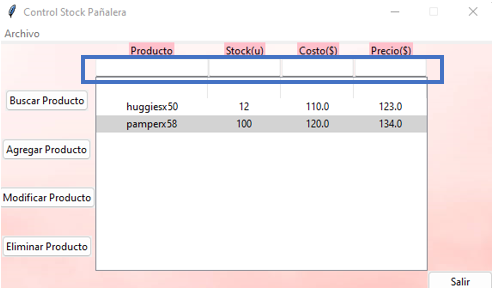 Control Stock Pañalera
Archivo
Producto Stock(u) Costo($) Precio($)
Buscar Producto
huggiesx50 12 110.0 123.0
pamperx58 100 120.0 134.0
Agregar Producto
Modificar Producto
Eliminar Producto
Salir